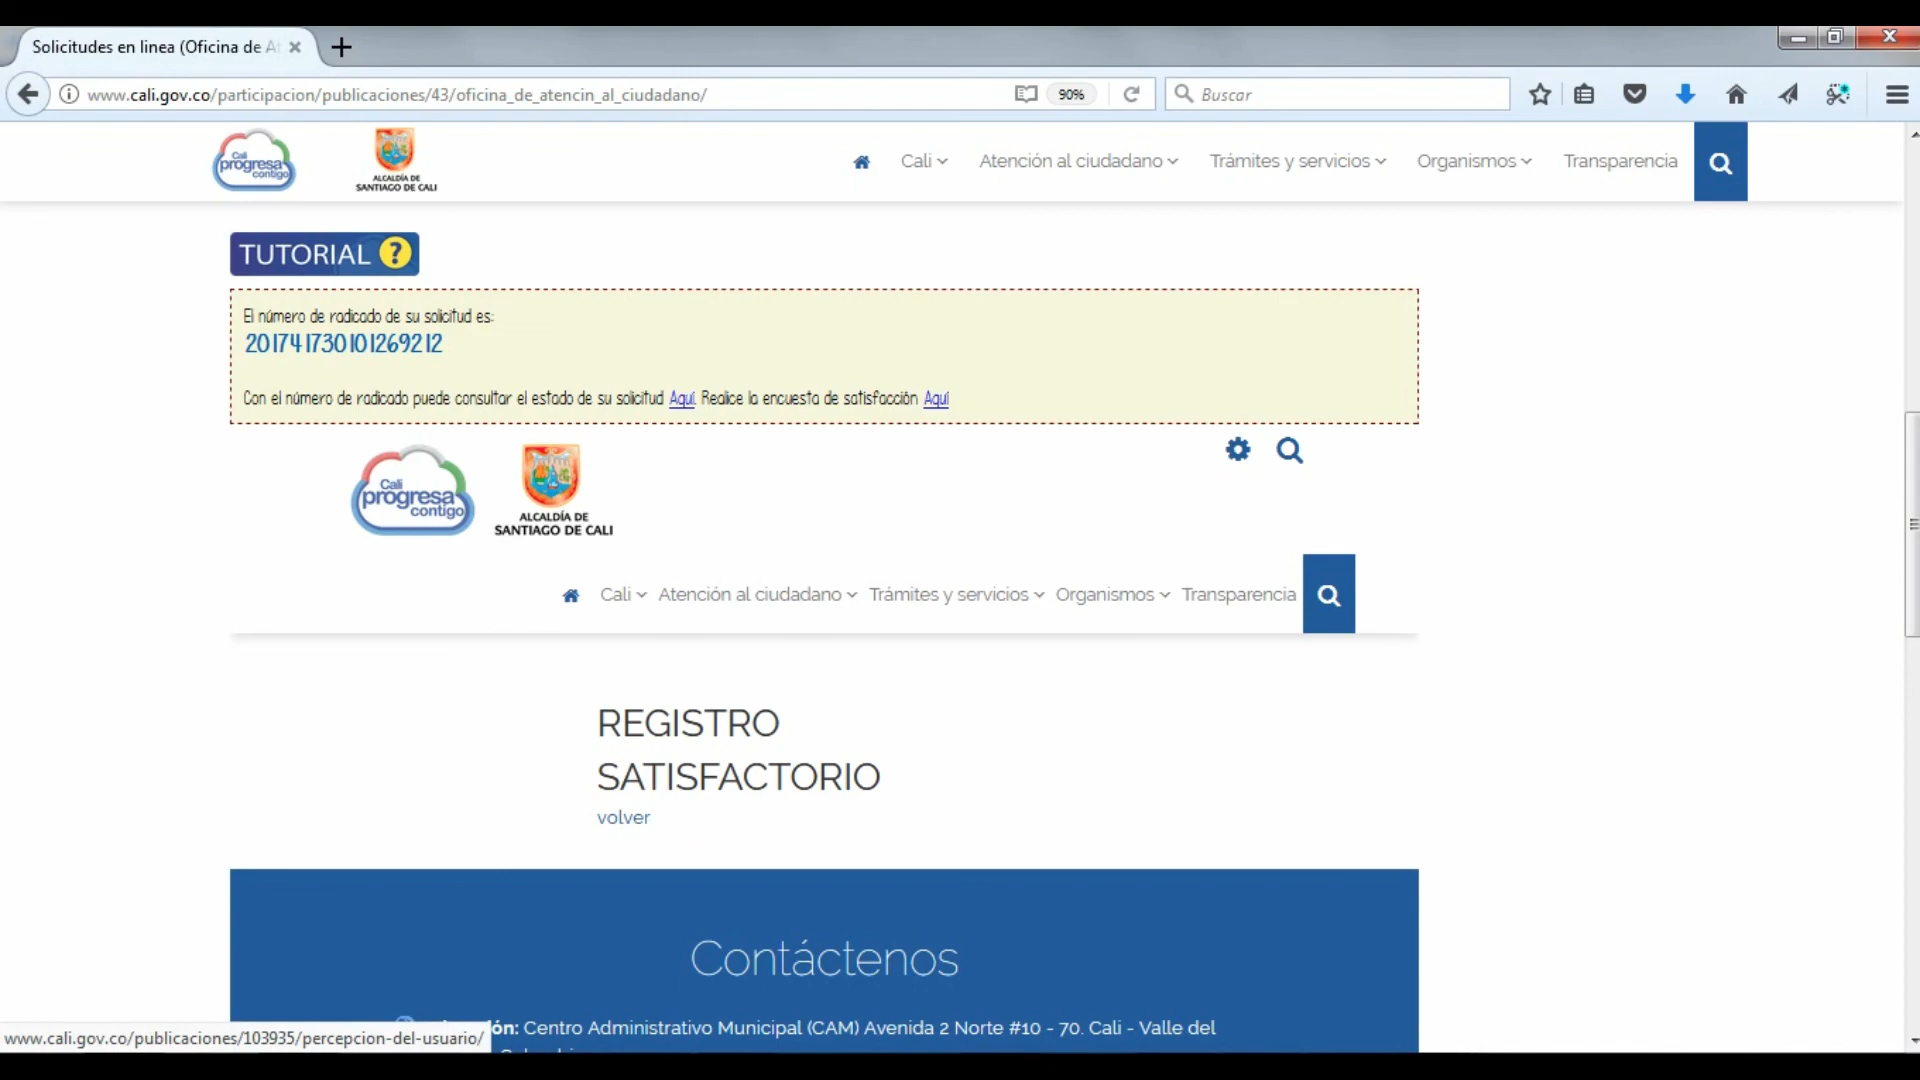 Solicitudes en linea (Oficina de At
www.cali.gov.co/participacion/publicaciones/43/oficina_de_atencin_al_ciudadano/
90%
Buscar
Cali progresa contigo
ALCALDÍA DE
SANTIAGO DE CALI
Cali
Atención al ciudadano
Trámites y servicios
Organismos
Transparencia
TUTORIAL ?
El número de radicado de su solicitud es:
201741730101269212
Con el número de radicado puede consultar el estado de su solicitud Aquí. Realice la encuesta de satisfacción Aquí
Cali
progresa
contigo
ALCALDÍA DE
SANTIAGO DE CALI
Cali
Atención al ciudadano
Trámites y servicios
Organismos
Transparencia
REGISTRO
SATISFACTORIO
volver
Contáctenos
ón: Centro Administrativo Municipal (CAM) Avenida 2 Norte #10 - 70. Cali - Valle del
www.cali.gov.co/publicaciones/103935/percepcion-del-usuario/